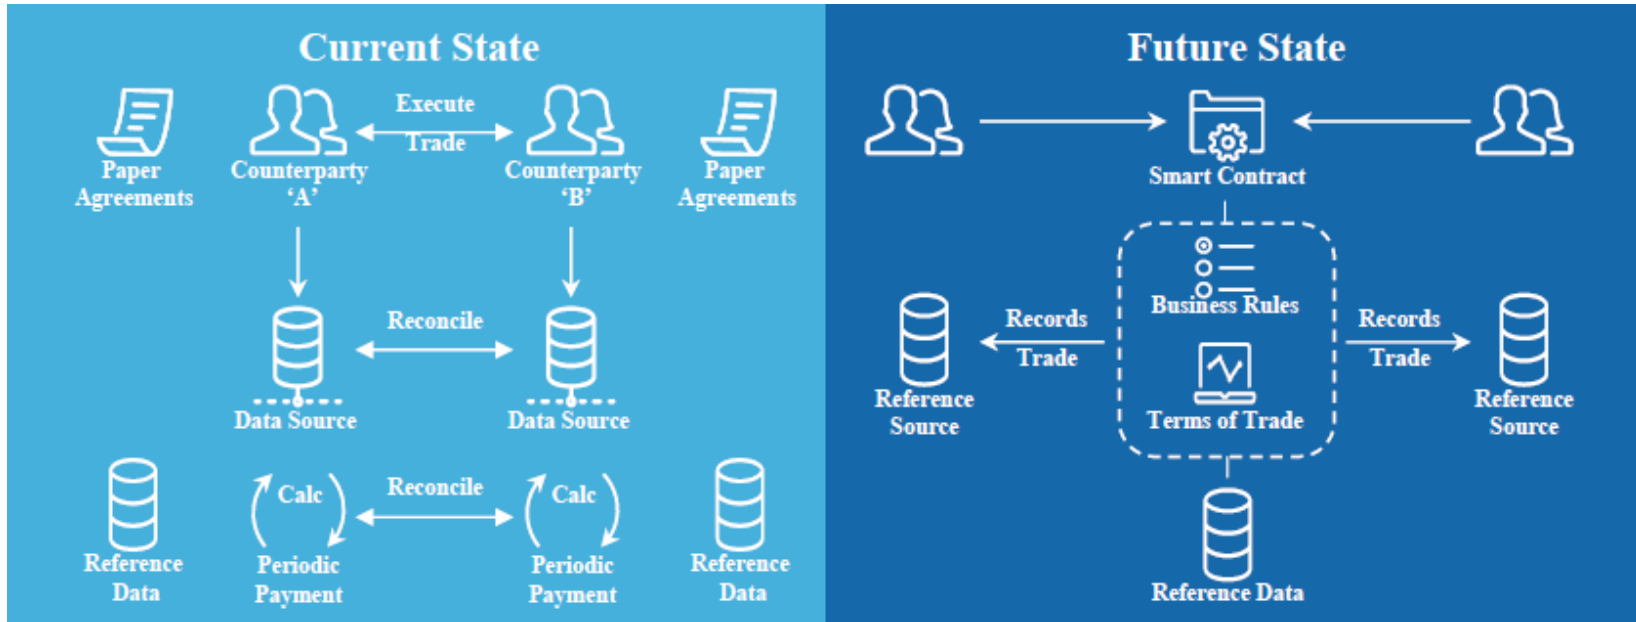 Current State
Execute
Trade
Paper
Agreements
Counterparty
‘A’
Counterparty
‘B’
Paper
Agreements
Reconcile
Data Source
Data Source
Calc
Reconcile
Calc
Reference
Data
Periodic
Payment
Periodic
Payment
Reference
Data
Future State
Smart Contract
Business Rules
Records
Trade
Records
Trade
Reference
Source
Terms of Trade
Reference
Source
Reference Data